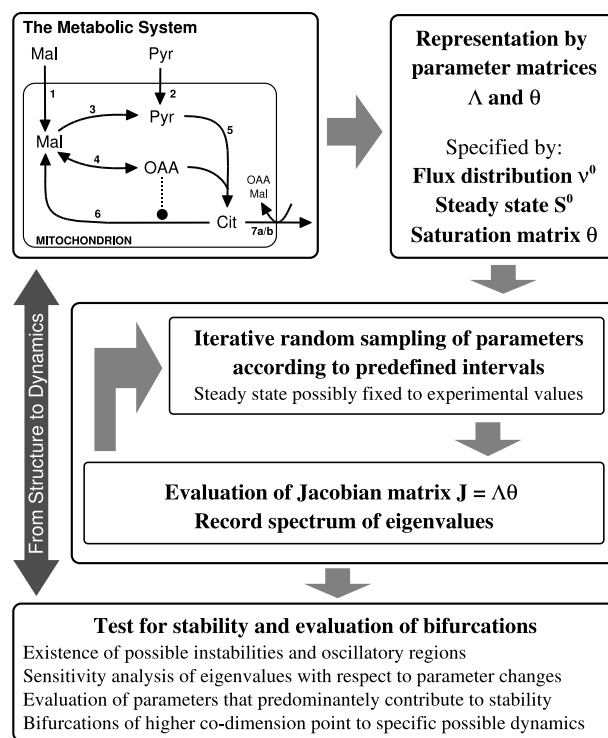 The Metabolic System
Mal
Pyr
1
2
3
Pyr
5
Mal
4
OAA
OAA
Mal
6
Cit
7a/b
MITOCHONDRION
Representation by
parameter matrices
Λ and θ
Specified by:
Flux distribution ν⁰
Steady state S⁰
Saturation matrix θ
From Structure to Dynamics
Iterative random sampling of parameters
according to predefined intervals
Steady state possibly fixed to experimental values
Evaluation of Jacobian matrix J = Λθ
Record spectrum of eigenvalues
Test for stability and evaluation of bifurcations
Existence of possible instabilities and oscillatory regions
Sensitivity analysis of eigenvalues with respect to parameter changes
Evaluation of parameters that predominantely contribute to stability
Bifurcations of higher co-dimension point to specific possible dynamics